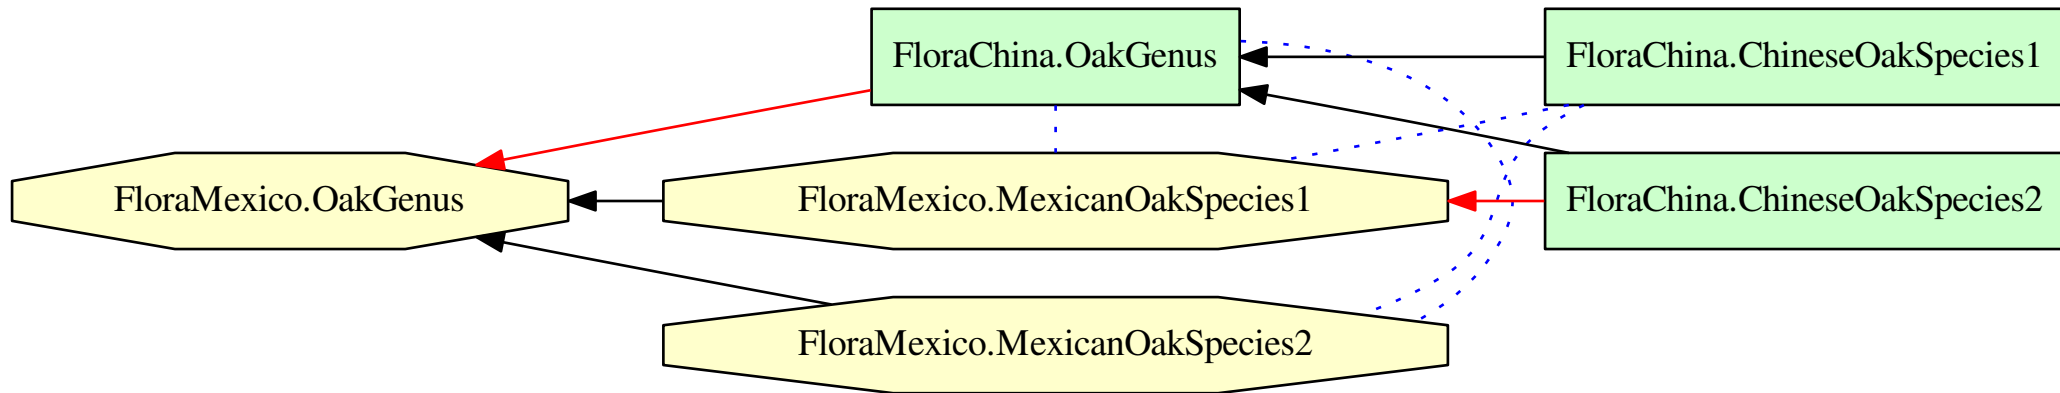 FloraChina.OakGenus
FloraChina.ChineseOakSpecies1
FloraMexico.OakGenus
FloraMexico.MexicanOakSpecies1
FloraChina.ChineseOakSpecies2
FloraMexico.MexicanOakSpecies2